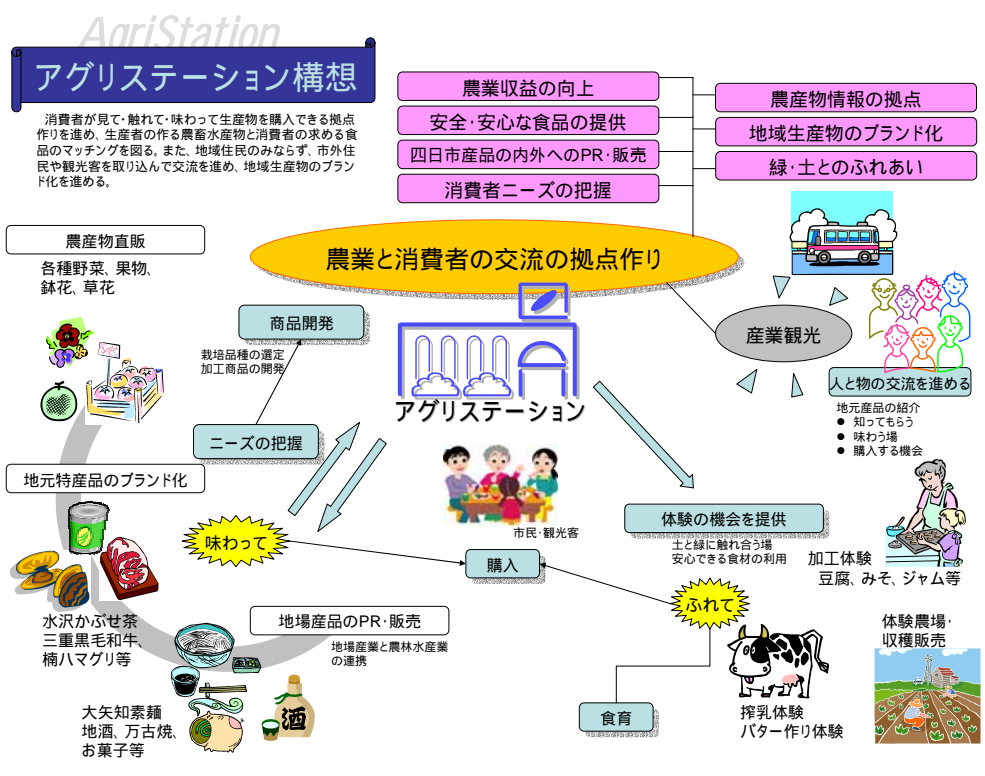 AgriStation
アグリステーション構想
消費者が見て・触れて・味わって生産物を購入できる拠点
作りを進め、生産者の作る農畜水産物と消費者の求める食
品のマッチングを図る。また、地域住民のみならず、市外住
民や観光客を取り込んで交流を進め、地域生産物のブラン
ド化を進める。
農業収益の向上
安全・安心な食品の提供
四日市産品の内外へのPR・販売
消費者ニーズの把握
農産物情報の拠点
地域生産物のブランド化
緑・土とのふれあい
農業と消費者の交流の拠点作り
農産物直販
各種野菜、果物、
鉢花、草花
商品開発
栽培品種の選定
加工商品の開発
ニーズの把握
アグリステーション
産業観光
人と物の交流を進める
地元産品の紹介
● 知ってもらう
● 味わう場
● 購入する機会
地元特産品のブランド化
水沢かぶせ茶
三重黒毛和牛、
楠ハマグリ等
味わって
市民・観光客
購入
体験の機会を提供
土と緑に触れ合う場
安心できる食材の利用
加工体験
豆腐、みそ、ジャム等
ふれて
地場産品のPR・販売
地場産業と農林水産業
の連携
大矢知素麺
地酒、万古焼、
お菓子等
酒
食育
搾乳体験
バター作り体験
体験農場・
収穫販売